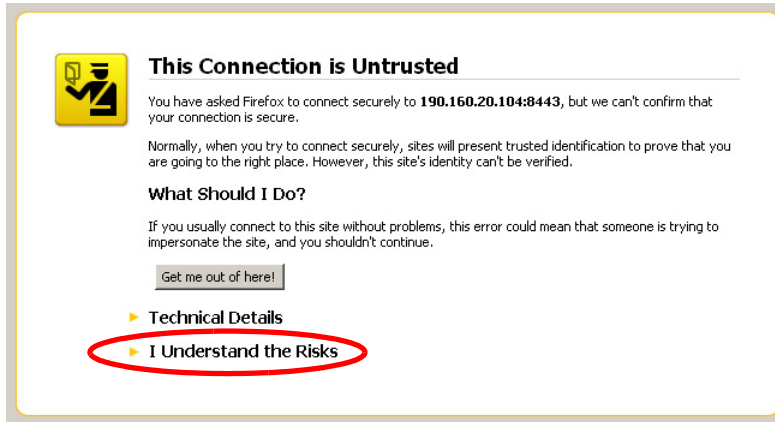 This Connection is Untrusted
You have asked Firefox to connect securely to 190.160.20.104:8443, but we can't confirm that
your connection is secure.
Normally, when you try to connect securely, sites will present trusted identification to prove that you
are going to the right place. However, this site's identity can't be verified.
What Should I Do?
If you usually connect to this site without problems, this error could mean that someone is trying to
impersonate the site, and you shouldn't continue.
Get me out of here!
Technical Details
I Understand the Risks